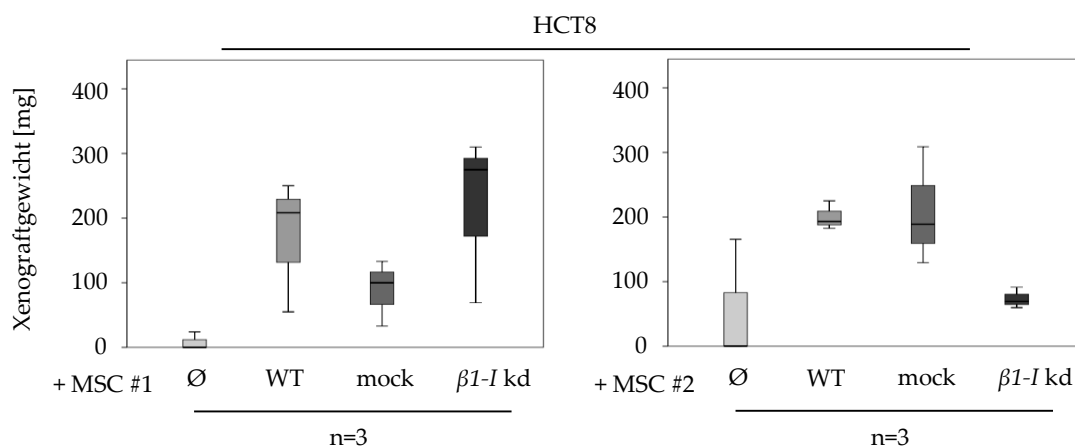 HCT8
Xenograftgewicht [mg]
400
300
200
100
0
+ MSC #1 Ø WT mock β1-I kd
n=3
400
300
200
100
0
+ MSC #2 Ø WT mock β1-I kd
n=3